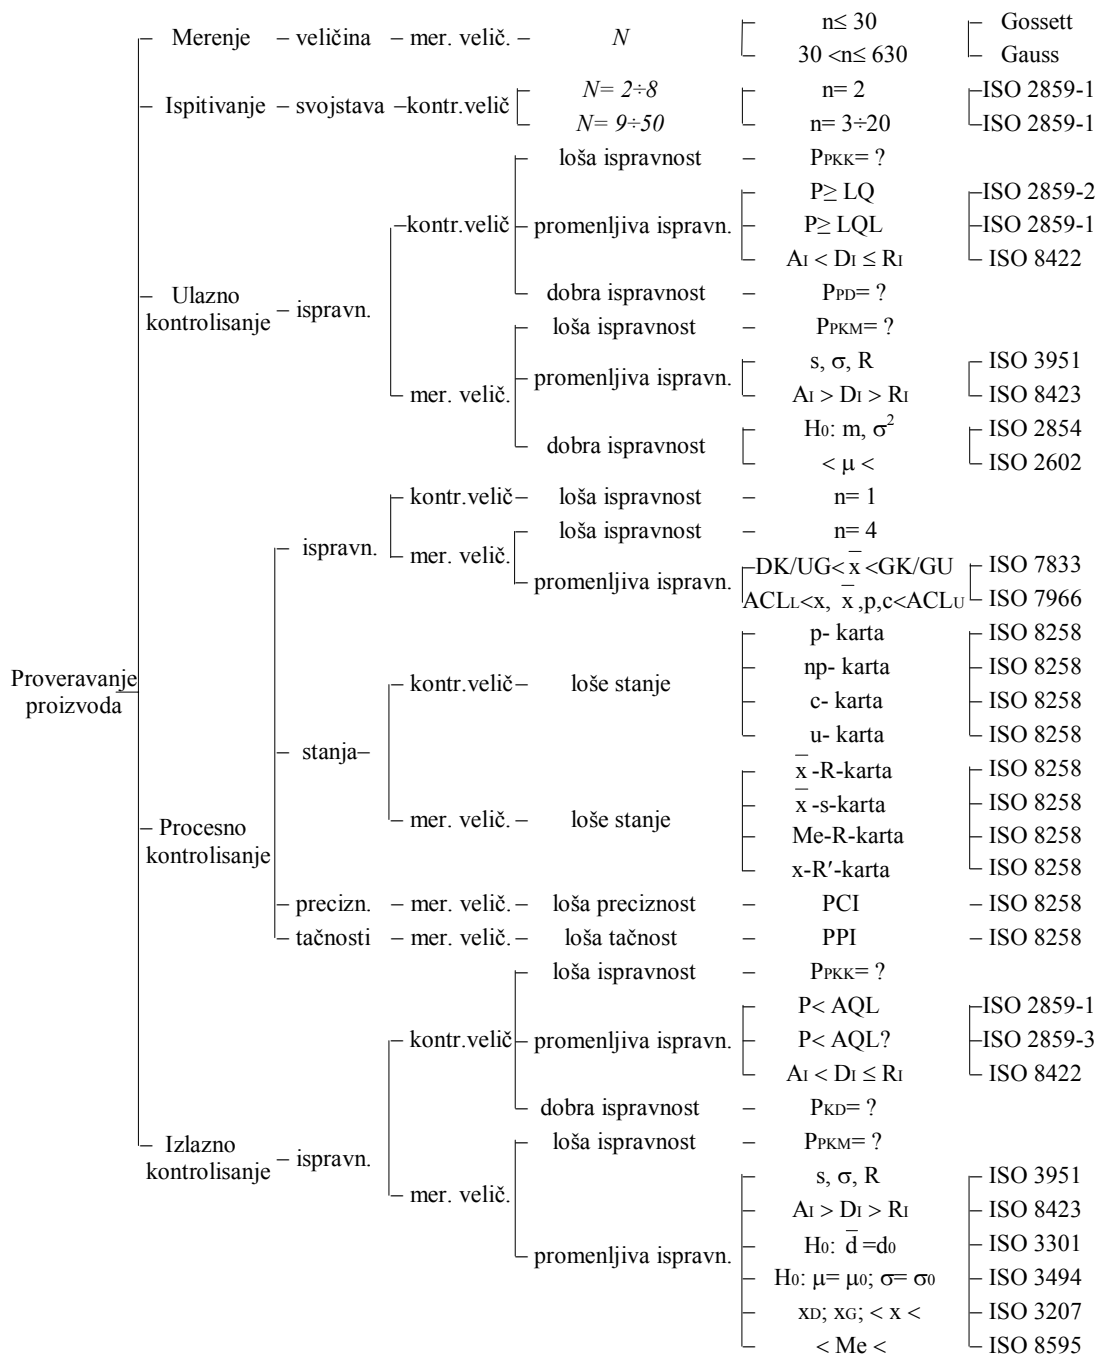 n≤ 30 Gossett
Merenje – veličina – mer. velič. – N
30 <n≤ 630 Gauss
N= 2÷8 n= 2 ISO 2859-1
Ispitivanje – svojstava – kontr.velič
N= 9÷50 n= 3÷20 ISO 2859-1
loša ispravnost – PPKK= ?
P≥ LQ ISO 2859-2
kontr.velič promenljiva ispravn. P≥ LQL ISO 2859-1
AI < DI ≤ RI ISO 8422
Ulazno dobra ispravnost – PPD= ?
kontrolisanje – ispravn.
loša ispravnost – PPKM= ?
s, σ, R ISO 3951
mer. velič. promenljiva ispravn.
AI > DI > RI ISO 8423
H0: m, σ² ISO 2854
dobra ispravnost
< μ < ISO 2602
kontr.velič – loša ispravnost – n= 1
loša ispravnost – n= 4
ispravn.
mer. velič.
DK/UG< x̄ <GK/GU ISO 7833
promenljiva ispravn.
ACLL<x, x̄ ,p,c<ACLU ISO 7966
p- karta ISO 8258
np- karta ISO 8258
Proveravanje kontr.velič – loše stanje
proizvoda
c- karta ISO 8258
u- karta ISO 8258
stanja
x̄ -R-karta ISO 8258
x̄ -s-karta ISO 8258
Procesno mer. velič. – loše stanje
kontrolisanje
Me-R-karta ISO 8258
x-R′-karta ISO 8258
precizn. – mer. velič. – loša preciznost – PCI – ISO 8258
tačnosti – mer. velič. – loša tačnost – PPI – ISO 8258
loša ispravnost – PPKK= ?
P< AQL ISO 2859-1
kontr.velič promenljiva ispravn. P< AQL? ISO 2859-3
AI < DI ≤ RI ISO 8422
dobra ispravnost – PKD= ?
Izlazno
kontrolisanje – ispravn.
loša ispravnost – PPKM= ?
s, σ, R ISO 3951
mer. velič.
AI > DI > RI ISO 8423
promenljiva ispravn. H0: d̄ =d0 ISO 3301
H0: μ= μ0; σ= σ0 ISO 3494
xD; xG; < x < ISO 3207
< Me < ISO 8595